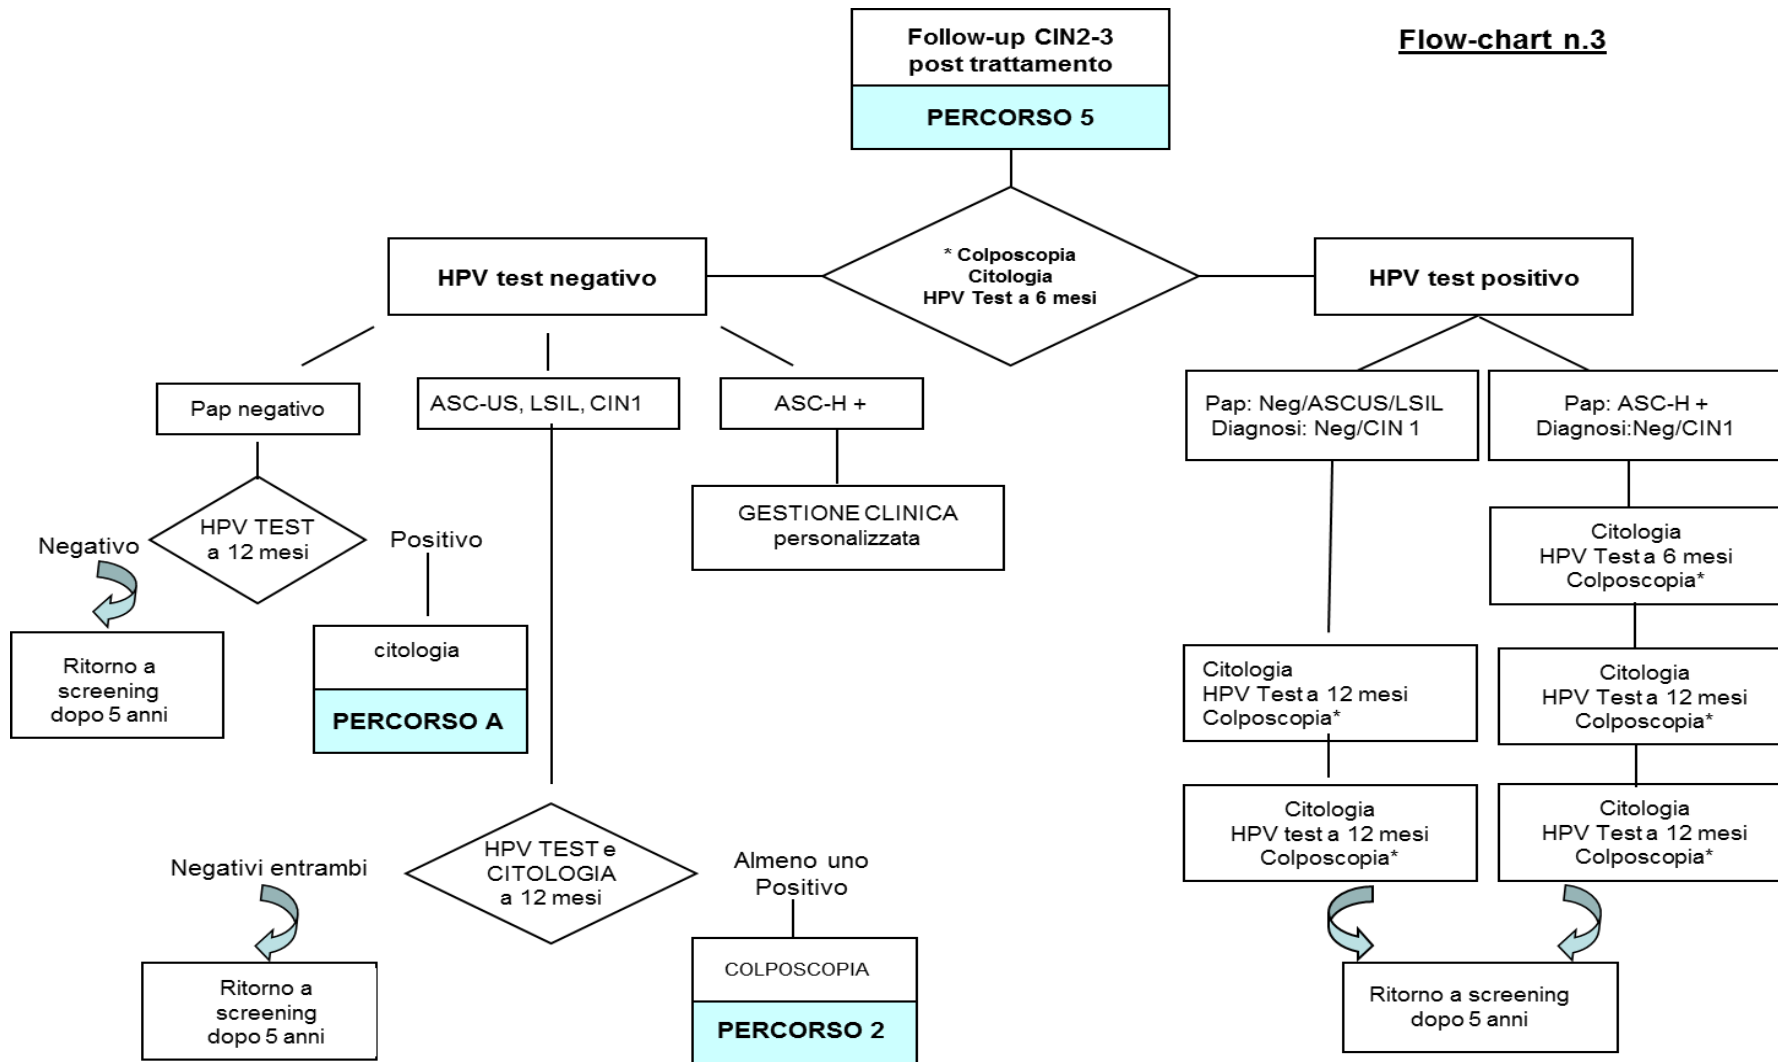 Flow-chart n.3
Follow-up CIN2-3
post trattamento
PERCORSO 5
* Colposcopia
Citologia
HPV Test a 6 mesi
HPV test negativo
HPV test positivo
Pap negativo
ASC-US, LSIL, CIN1
ASC-H +
Pap: Neg/ASCUS/LSIL
Diagnosi: Neg/CIN 1
Pap: ASC-H +
Diagnosi:Neg/CIN1
HPV TEST
a 12 mesi
Negativo
Positivo
GESTIONE CLINICA
personalizzata
Citologia
HPV Test a 6 mesi
Colposcopia*
Ritorno a
screening
dopo 5 anni
citologia
PERCORSO A
Citologia
HPV Test a 12 mesi
Colposcopia*
Citologia
HPV Test a 12 mesi
Colposcopia*
Citologia
HPV test a 12 mesi
Colposcopia*
Citologia
HPV Test a 12 mesi
Colposcopia*
HPV TEST e
CITOLOGIA
a 12 mesi
Negativi entrambi
Almeno uno
Positivo
Ritorno a
screening
dopo 5 anni
COLPOSCOPIA
PERCORSO 2
Ritorno a screening
dopo 5 anni